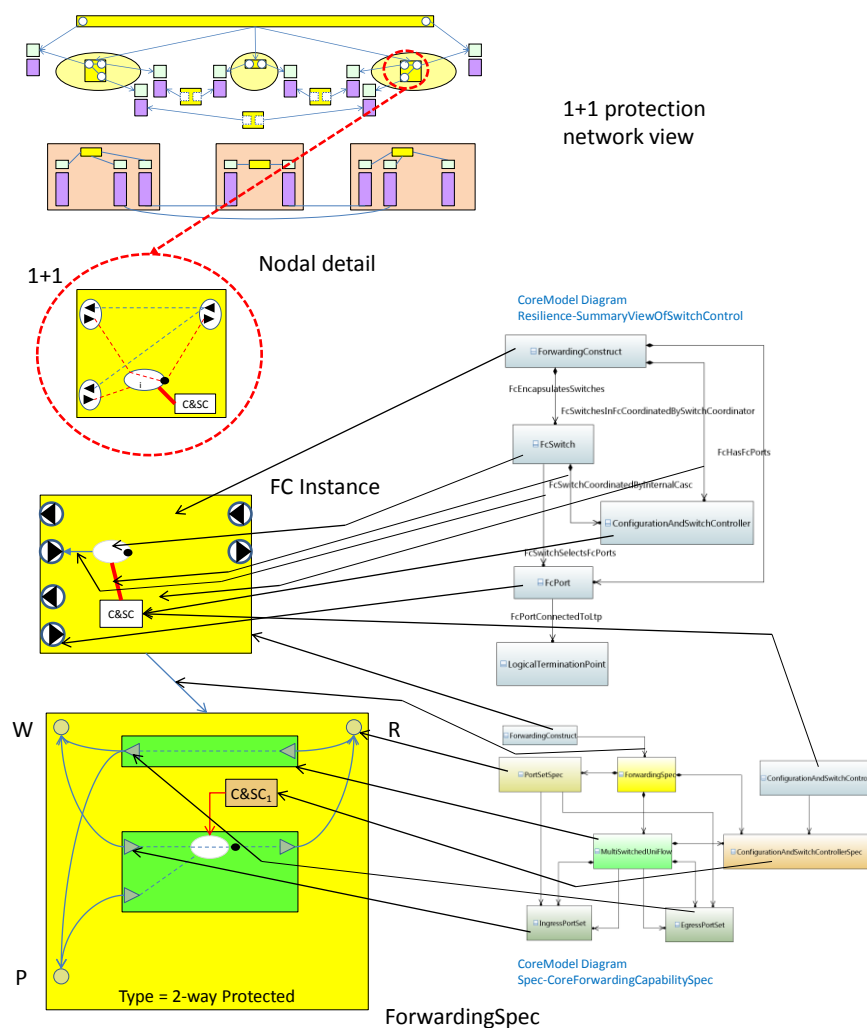 1+1 protection
network view
Nodal detail
1+1
i
C&SC
CoreModel Diagram
Resilience-SummaryViewOfSwitchControl
ForwardingConstruct
FcEncapsulatesSwitches
FcSwitchesInFcCoordinatedBySwitchCoordinator
FcSwitch
FcHasFcPorts
FC Instance
FcSwitchCoordinatedByInternalCasc
ConfigurationAndSwitchController
FcSwitchSelectsFcPorts
FcPort
C&SC
FcPortConnectedToLtp
LogicalTerminationPoint
W
R
ForwardingConstruct
PortSetSpec
ForwardingSpec
ConfigurationAndSwitchControl
C&SC1
MultiSwitchedUniFlow
ConfigurationAndSwitchControllerSpec
IngressPortSet
EgressPortSet
P
CoreModel Diagram
Spec-CoreForwardingCapabilitySpec
Type = 2-way Protected
ForwardingSpec